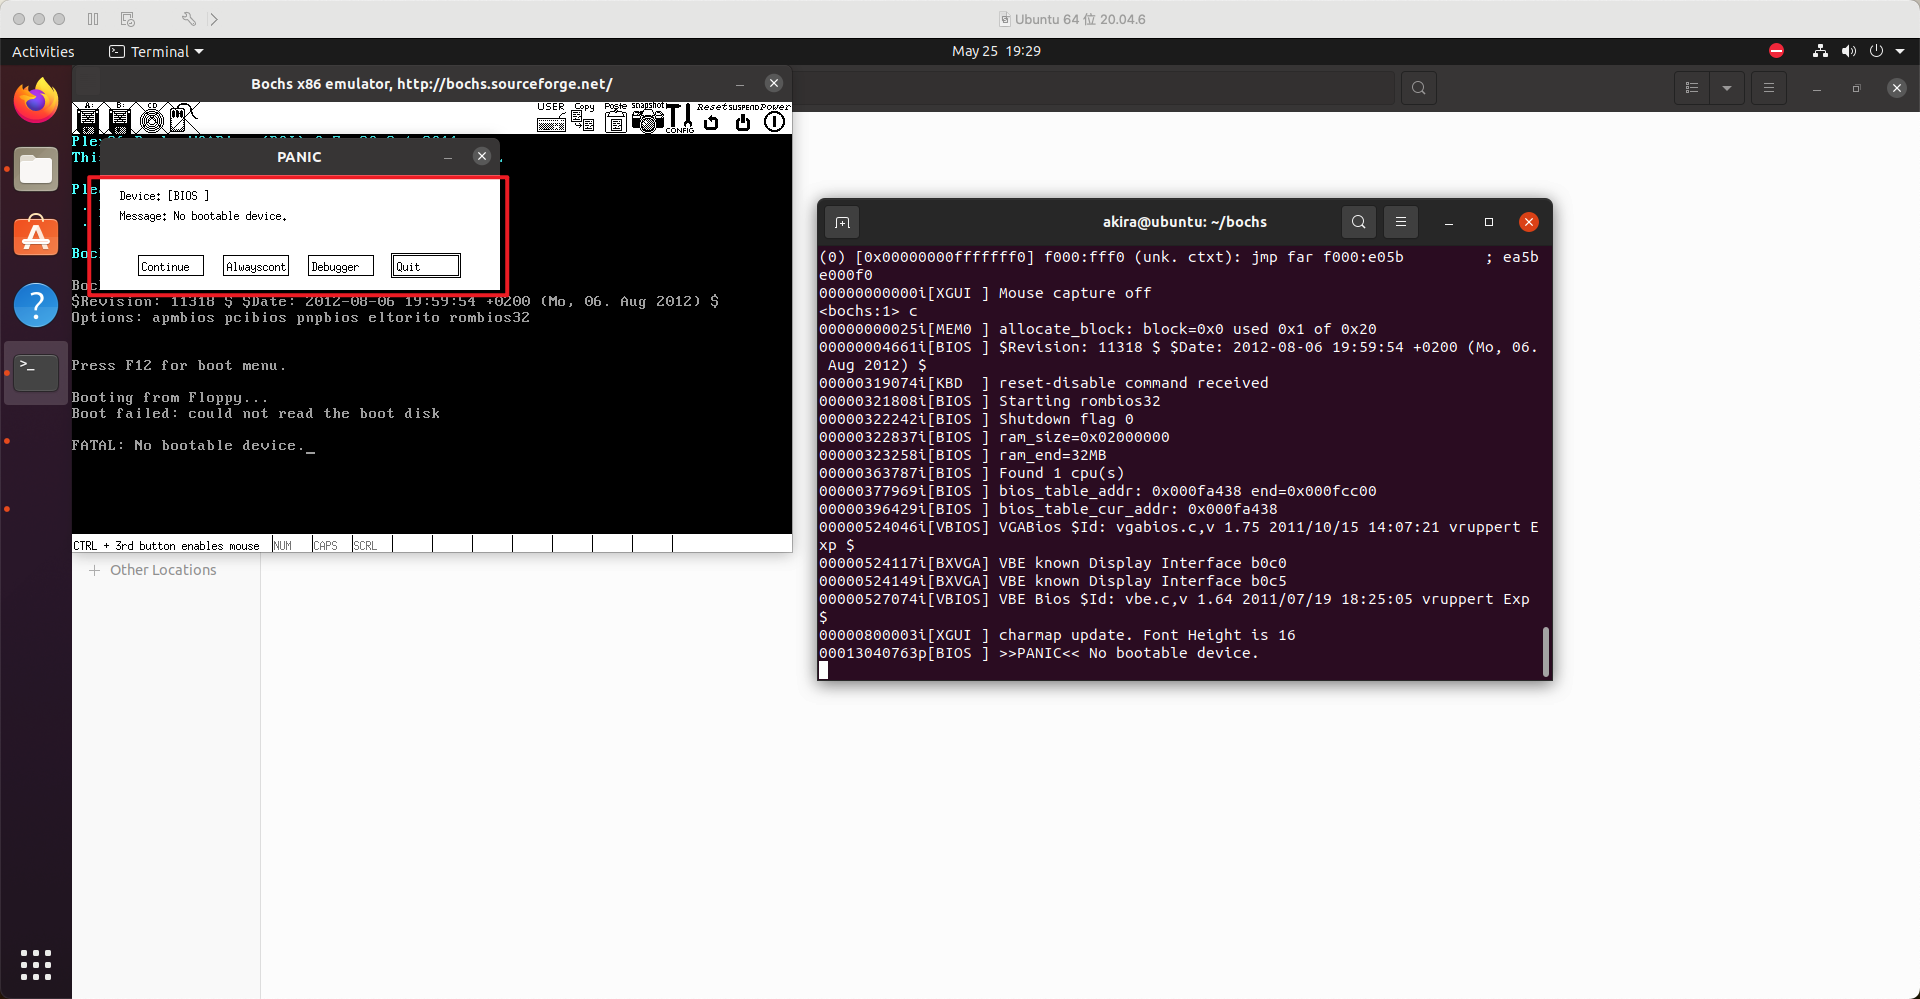 Ubuntu 64 位 20.04.6
Activities
Terminal
May 25 19:29
Bochs x86 emulator, http://bochs.sourceforge.net/
A:
B:
CD
USER
Copy
Paste
snapshot
CONFIG
Reset
SUSPEND
Power
Thi
PANIC
Ple
Device: [BIOS ]
Message: No bootable device.
Boc
Continue
Alwayscont
Debugger
Quit
Boc
$Revision: 11318 $ $Date: 2012-08-06 19:59:54 +0200 (Mo, 06. Aug 2012) $
Options: apmbios pcibios pnpbios eltorito rombios32
Press F12 for boot menu.
Booting from Floppy...
Boot failed: could not read the boot disk
FATAL: No bootable device._
CTRL + 3rd button enables mouse
NUM
CAPS
SCRL
Other Locations
akira@ubuntu: ~/bochs
(0) [0x00000000fffffff0] f000:fff0 (unk. ctxt): jmp far f000:e05b         ; ea5b
e000f0
00000000000i[XGUI ] Mouse capture off
<bochs:1> c
00000000025i[MEM0 ] allocate_block: block=0x0 used 0x1 of 0x20
00000004661i[BIOS ] $Revision: 11318 $ $Date: 2012-08-06 19:59:54 +0200 (Mo, 06.
 Aug 2012) $
00000319074i[KBD  ] reset-disable command received
00000321808i[BIOS ] Starting rombios32
00000322242i[BIOS ] Shutdown flag 0
00000322837i[BIOS ] ram_size=0x02000000
00000323258i[BIOS ] ram_end=32MB
00000363787i[BIOS ] Found 1 cpu(s)
00000377969i[BIOS ] bios_table_addr: 0x000fa438 end=0x000fcc00
00000396429i[BIOS ] bios_table_cur_addr: 0x000fa438
00000524046i[VBIOS] VGABios $Id: vgabios.c,v 1.75 2011/10/15 14:07:21 vruppert E
xp $
00000524117i[BXVGA] VBE known Display Interface b0c0
00000524149i[BXVGA] VBE known Display Interface b0c5
00000527074i[VBIOS] VBE Bios $Id: vbe.c,v 1.64 2011/07/19 18:25:05 vruppert Exp
$
00000800003i[XGUI ] charmap update. Font Height is 16
00013040763p[BIOS ] >>PANIC<< No bootable device.